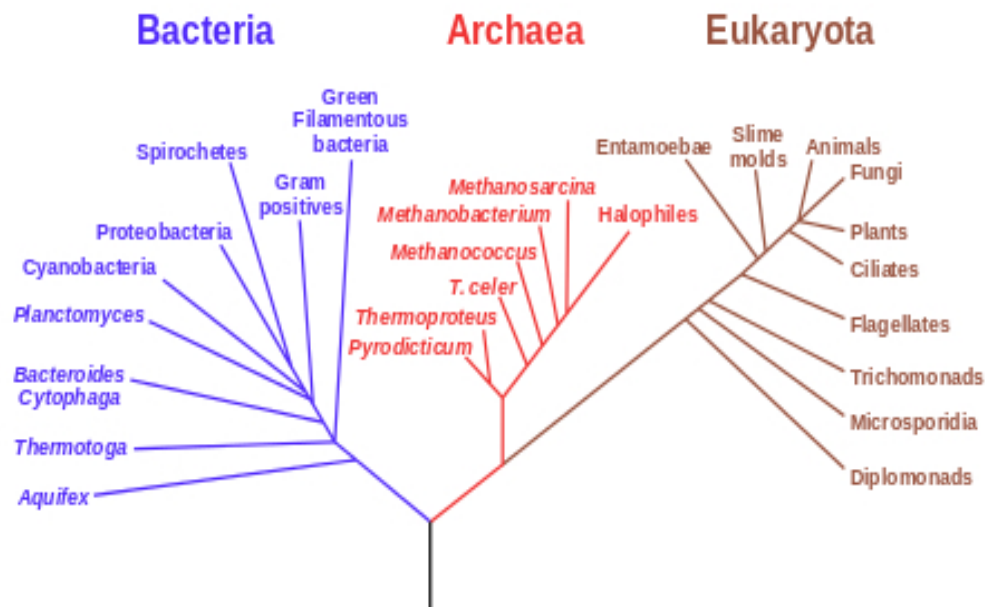 Bacteria
Archaea
Eukaryota
Green
Filamentous
bacteria
Spirochetes
Gram
positives
Proteobacteria
Cyanobacteria
Planctomyces
Bacteroides
Cytophaga
Thermotoga
Aquifex
Methanosarcina
Methanobacterium
Halophiles
Methanococcus
T. celer
Thermoproteus
Pyrodicticum
Entamoebae
Slime
molds
Animals
Fungi
Plants
Ciliates
Flagellates
Trichomonads
Microsporidia
Diplomonads